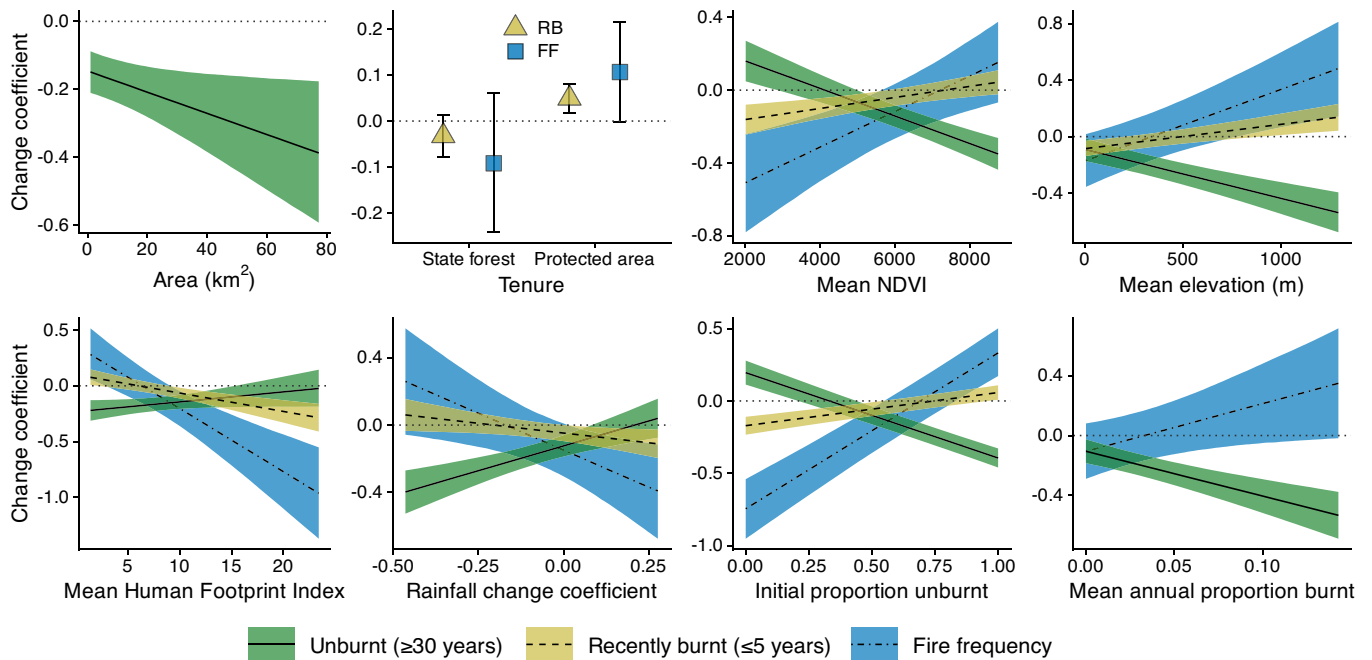 Change coefficient
0.0
-0.2
-0.4
-0.6
0 20 40 60 80
Area (km²)
0.2
0.1
0.0
-0.1
-0.2
RB
FF
State forest Protected area
Tenure
0.4
0.0
-0.4
-0.8
2000 4000 6000 8000
Mean NDVI
0.8
0.4
0.0
-0.4
0 500 1000
Mean elevation (m)
Change coefficient
0.5
0.0
-0.5
-1.0
5 10 15 20
Mean Human Footprint Index
0.4
0.0
-0.4
-0.50 -0.25 0.00 0.25
Rainfall change coefficient
0.5
0.0
-0.5
-1.0
0.00 0.25 0.50 0.75 1.00
Initial proportion unburnt
0.4
0.0
-0.4
0.00 0.05 0.10
Mean annual proportion burnt
Unburnt (≥30 years) Recently burnt (≤5 years) Fire frequency